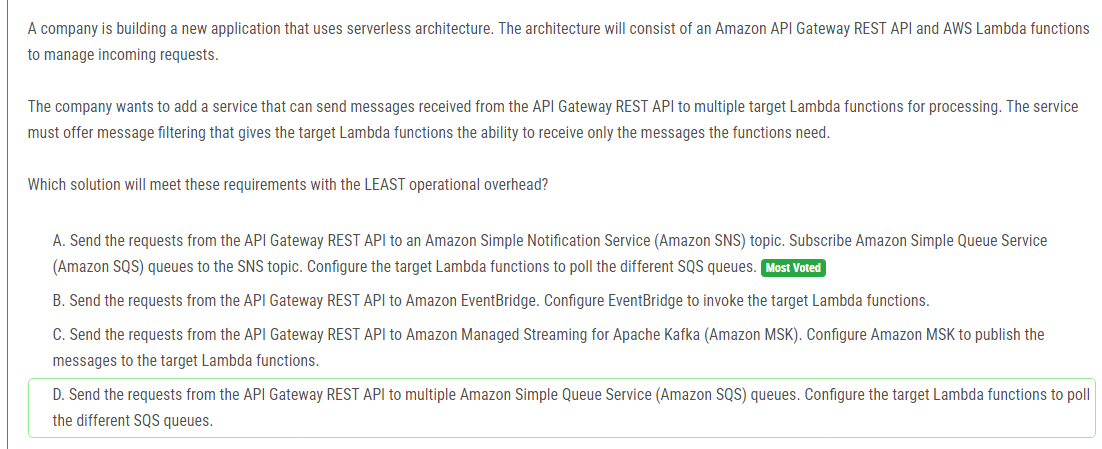 A company is building a new application that uses serverless architecture. The architecture will consist of an Amazon API Gateway REST API and AWS Lambda functions
to manage incoming requests.
The company wants to add a service that can send messages received from the API Gateway REST API to multiple target Lambda functions for processing. The service
must offer message filtering that gives the target Lambda functions the ability to receive only the messages the functions need.
Which solution will meet these requirements with the LEAST operational overhead?
A. Send the requests from the API Gateway REST API to an Amazon Simple Notification Service (Amazon SNS) topic. Subscribe Amazon Simple Queue Service
(Amazon SQS) queues to the SNS topic. Configure the target Lambda functions to poll the different SQS queues. Most Voted
B. Send the requests from the API Gateway REST API to Amazon EventBridge. Configure EventBridge to invoke the target Lambda functions.
C. Send the requests from the API Gateway REST API to Amazon Managed Streaming for Apache Kafka (Amazon MSK). Configure Amazon MSK to publish the
messages to the target Lambda functions.
D. Send the requests from the API Gateway REST API to multiple Amazon Simple Queue Service (Amazon SQS) queues. Configure the target Lambda functions to poll
the different SQS queues.